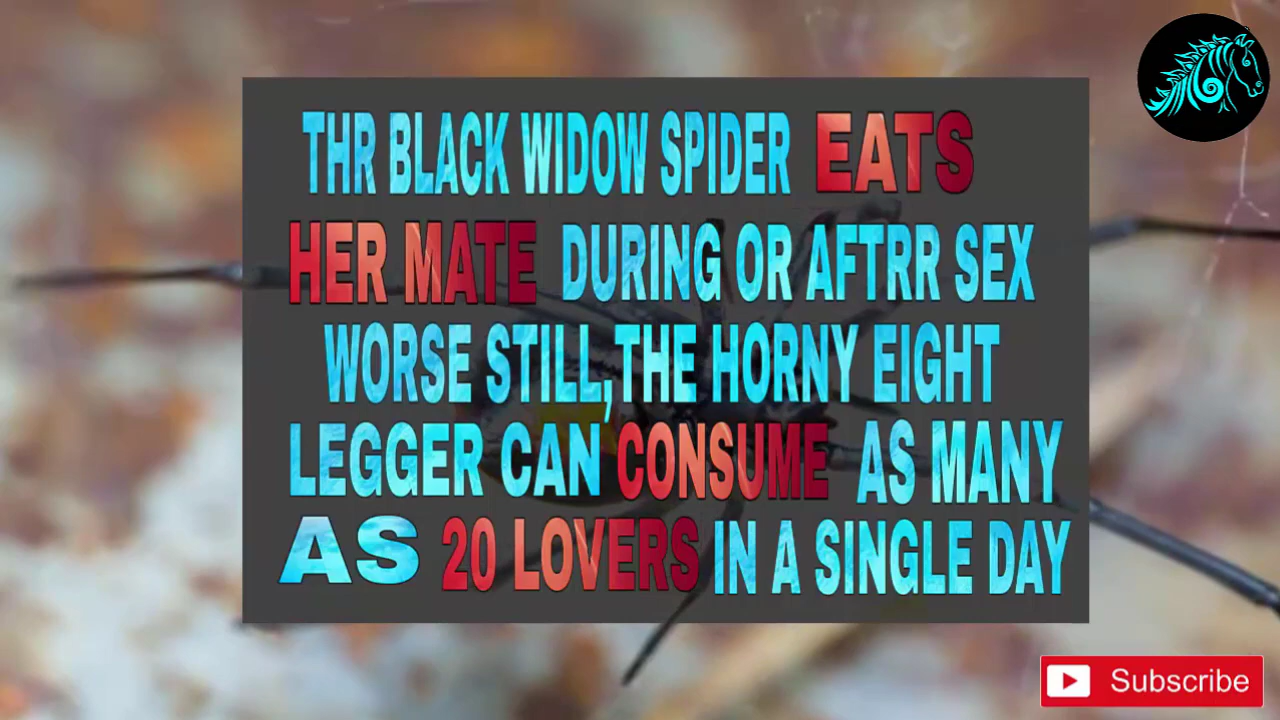 THR BLACK WIDOW SPIDER EATS
HER MATE DURING OR AFTRR SEX
WORSE STILL,THE HORNY EIGHT
LEGGER CAN CONSUME AS MANY
AS 20 LOVERS IN A SINGLE DAY
Subscribe